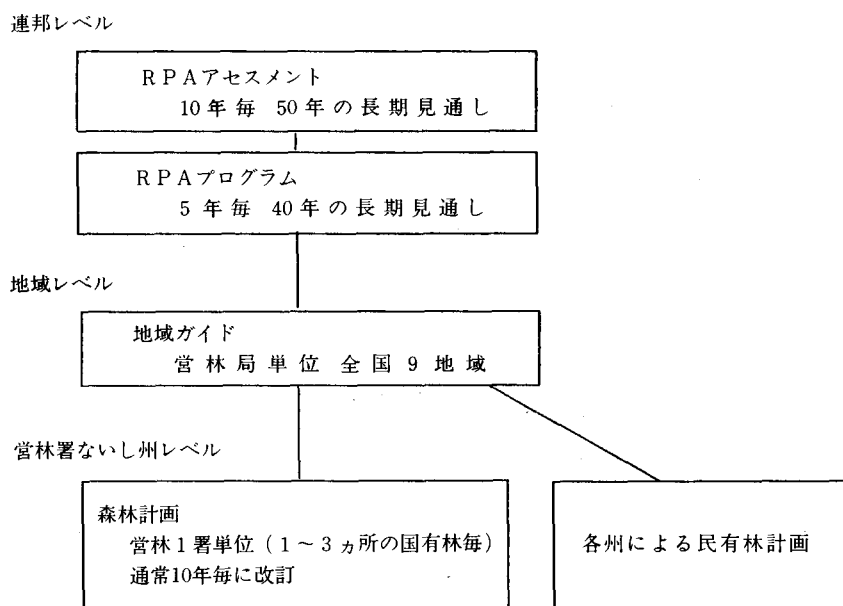 連邦レベル
RPAアセスメント
10年毎 50年の長期見通し
RPAプログラム
5年毎 40年の長期見通し
地域レベル
地域ガイド
営林局単位 全国9地域
営林署ないし州レベル
森林計画
営林1署単位(1~3ヵ所の国有林毎)
通常10年毎に改訂
各州による民有林計画